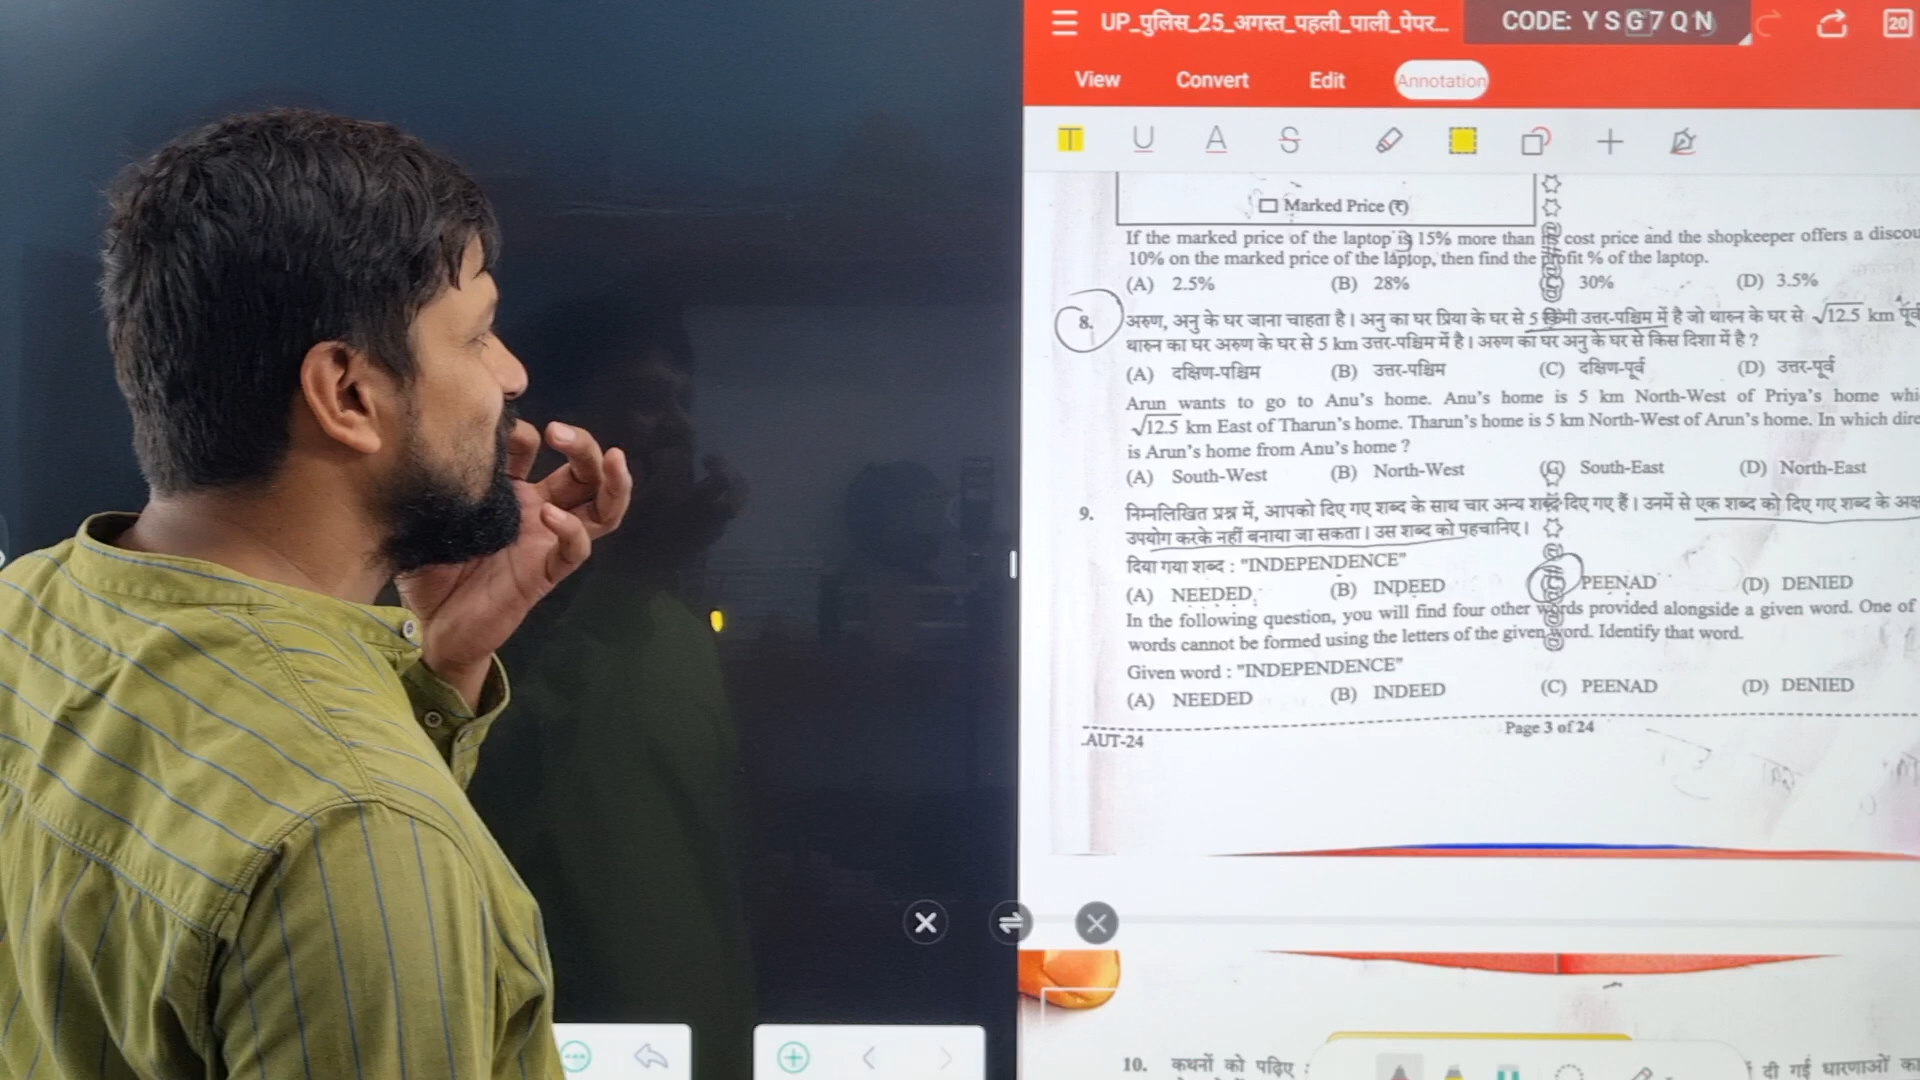 UP_पुलिस_25_अगस्त_पहली_पाली_पेपर...
CODE: Y S G 7 Q N
20
View Convert Edit Annotation
T U A S
Marked Price (₹)
If the marked price of the laptop is 15% more than its cost price and the shopkeeper offers a
10% on the marked price of the laptop, then find the profit % of the laptop.
(A) 2.5% (B) 28% (C) 30% (D) 3.5%
8. अरुण, अनु के घर जाना चाहता है। अनु का घर प्रिया के घर से 5 किमी उत्तर-पश्चिम में है जो थारुन के घर से √12.5 km पूर्व
थारुन का घर अरुण के घर से 5 km उत्तर-पश्चिम में है। अरुण का घर अनु के घर से किस दिशा में है ?
(A) दक्षिण-पश्चिम (B) उत्तर-पश्चिम (C) दक्षिण-पूर्व (D) उत्तर-पूर्व
Arun wants to go to Anu's home. Anu's home is 5 km North-West of Priya's home
√12.5 km East of Tharun's home. Tharun's home is 5 km North-West of Arun's home. In which
is Arun's home from Anu's home ?
(A) South-West (B) North-West (C) South-East (D) North-East
9. निम्नलिखित प्रश्न में, आपको दिए गए शब्द के साथ चार अन्य शब्द दिए गए हैं। उनमें से एक शब्द को दिए गए शब्द के
उपयोग करके नहीं बनाया जा सकता। उस शब्द को पहचानिए।
दिया गया शब्द : "INDEPENDENCE"
(A) NEEDED (B) INDEED (C) PEENAD (D) DENIED
In the following question, you will find four other words provided alongside a given word. One of
words cannot be formed using the letters of the given word. Identify that word.
Given word : "INDEPENDENCE"
(A) NEEDED (B) INDEED (C) PEENAD (D) DENIED
AUT-24 Page 3 of 24
10. कथनों को पढ़िए : दी गई धारणाओं का